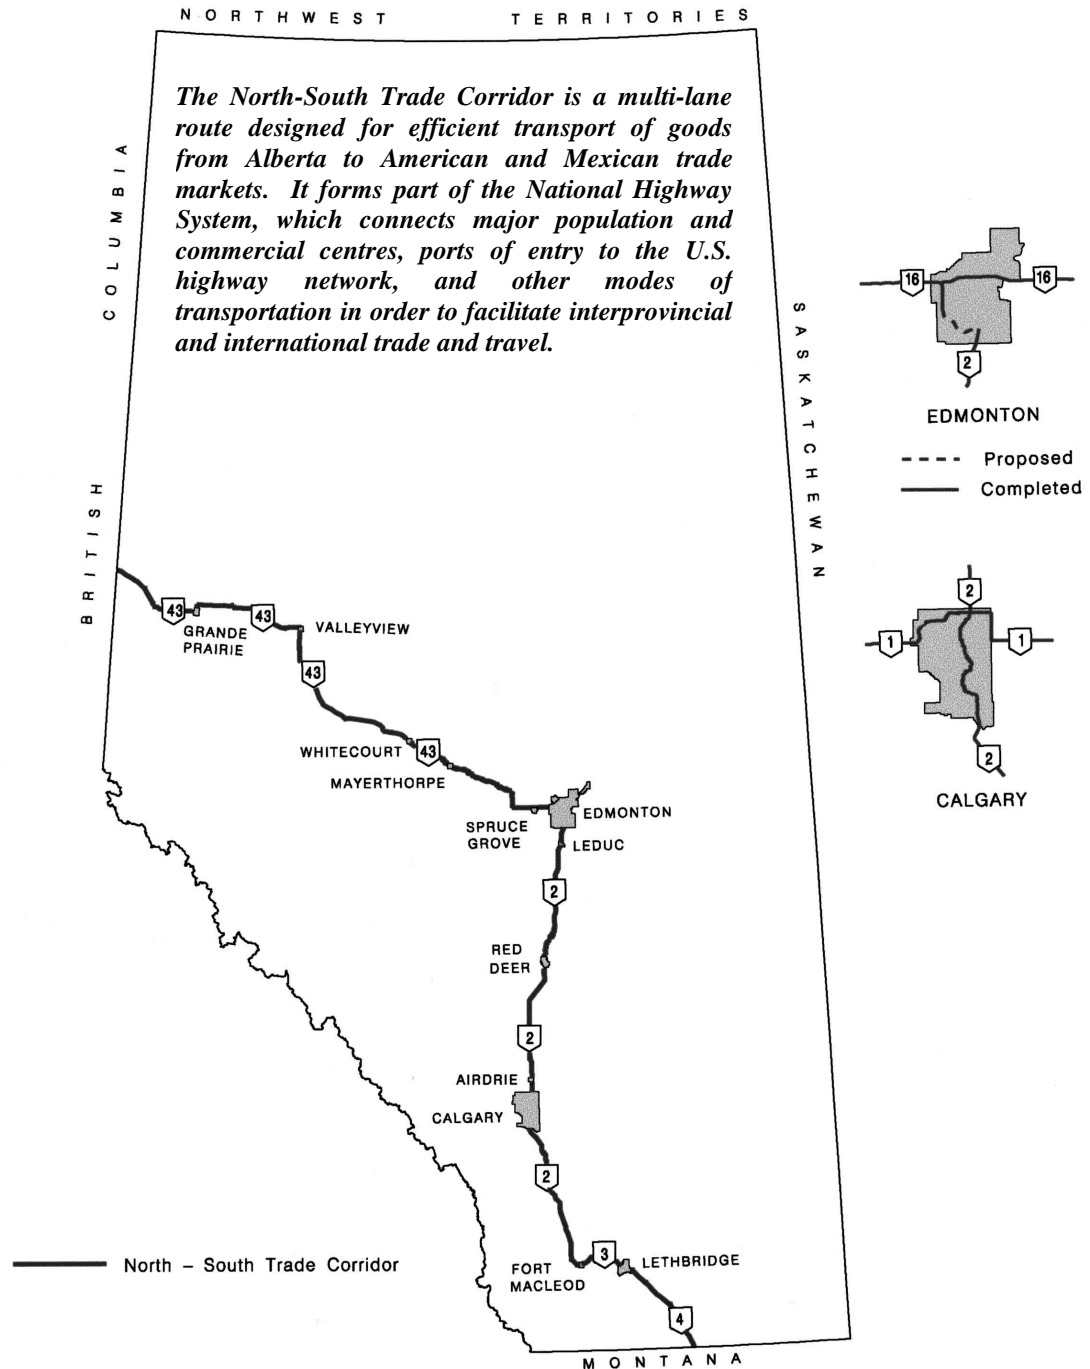 NORTHWEST TERRITORIES
The North-South Trade Corridor is a multi-lane
route designed for efficient transport of goods
from Alberta to American and Mexican trade
markets. It forms part of the National Highway
System, which connects major population and
commercial centres, ports of entry to the U.S.
highway network, and other modes of
transportation in order to facilitate interprovincial
and international trade and travel.
BRITISH COLUMBIA
SASKATCHEWAN
16
16
2
EDMONTON
Proposed
Completed
2
1
1
2
CALGARY
43
43
GRANDE
PRAIRIE
VALLEYVIEW
43
WHITECOURT
43
MAYERTHORPE
EDMONTON
SPRUCE
GROVE
LEDUC
2
RED
DEER
2
AIRDRIE
CALGARY
2
3
LETHBRIDGE
FORT
MACLEOD
4
North – South Trade Corridor
MONTANA